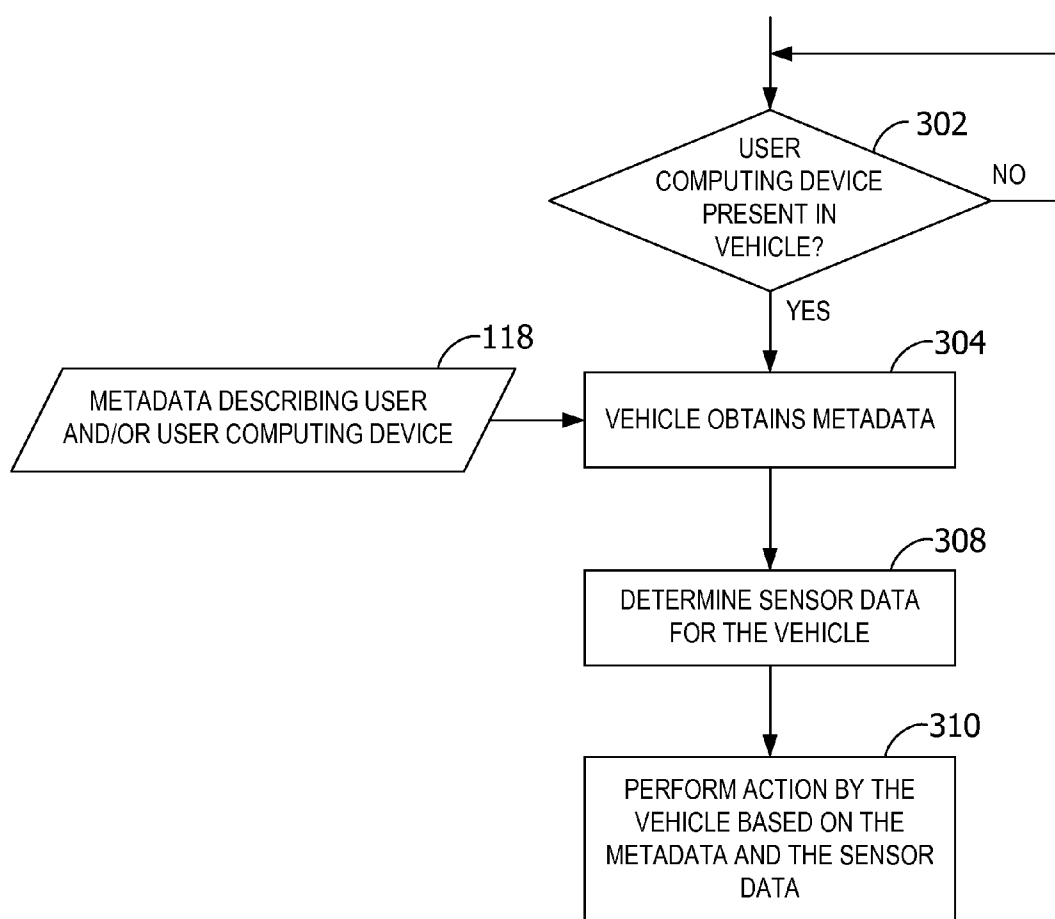 302
USER
COMPUTING DEVICE
PRESENT IN
VEHICLE?
NO
YES
118
METADATA DESCRIBING USER
AND/OR USER COMPUTING DEVICE
304
VEHICLE OBTAINS METADATA
308
DETERMINE SENSOR DATA
FOR THE VEHICLE
310
PERFORM ACTION BY THE
VEHICLE BASED ON THE
METADATA AND THE SENSOR
DATA